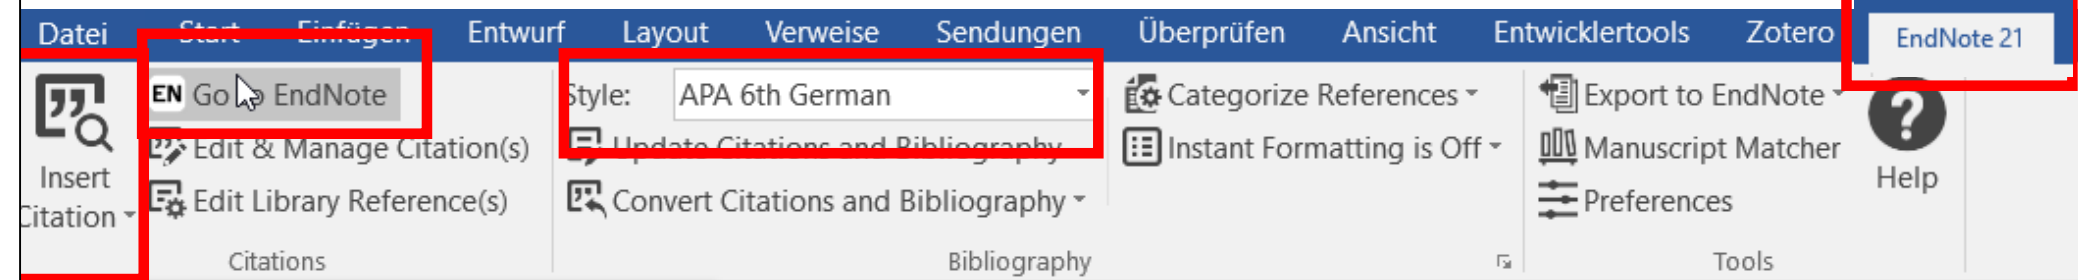 Datei Start Einfügen Entwurf Layout Verweise Sendungen Überprüfen Ansicht Entwicklertools Zotero EndNote 21
EN Go to EndNote
Edit & Manage Citation(s)
Edit Library Reference(s)
Insert
Citation
Citations
Style: APA 6th German
Update Citations and Bibliography
Convert Citations and Bibliography
Categorize References
Instant Formatting is Off
Bibliography
Export to EndNote
Manuscript Matcher
Preferences
Tools
?
Help